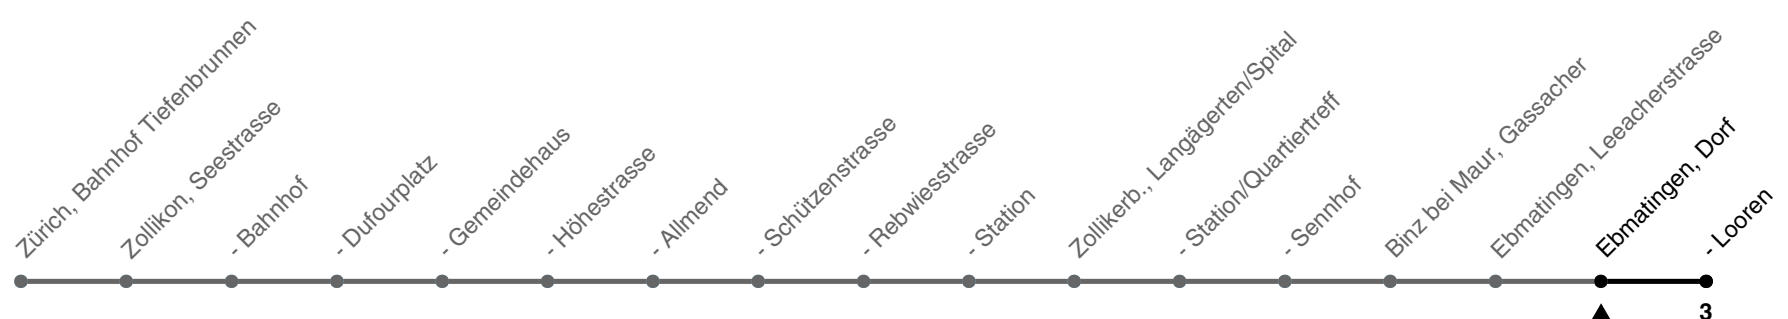 Zürich, Bahnhof Tiefenbrunnen
Zollikon, Seestrasse
- Bahnhof
- Dufourplatz
- Gemeindehaus
- Höhestrasse
- Allmend
- Schützenstrasse
- Rebwiesstrasse
- Station
Zollikerb., Langägerten/Spital
- Station/Quartiertreff
- Sennhof
Binz bei Maur, Gassacher
Ebmatingen, Leeacherstrasse
Ebmatingen, Dorf
- Looren
3